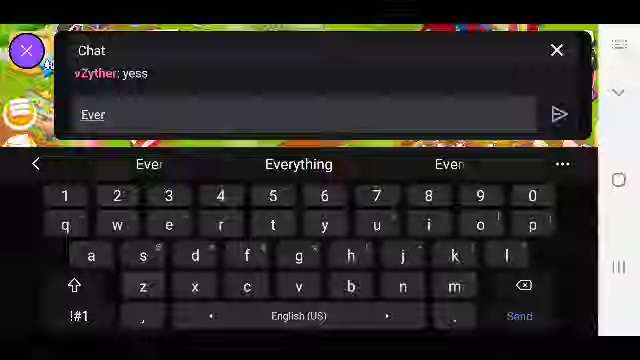 Chat
vZyther: yess
Ever
Ever Everything Even
1 2 3 4 5 6 7 8 9 0
q w e r t y u i o p
a s d f g h j k l
z x c v b n m
!#1 , English (US) . Send